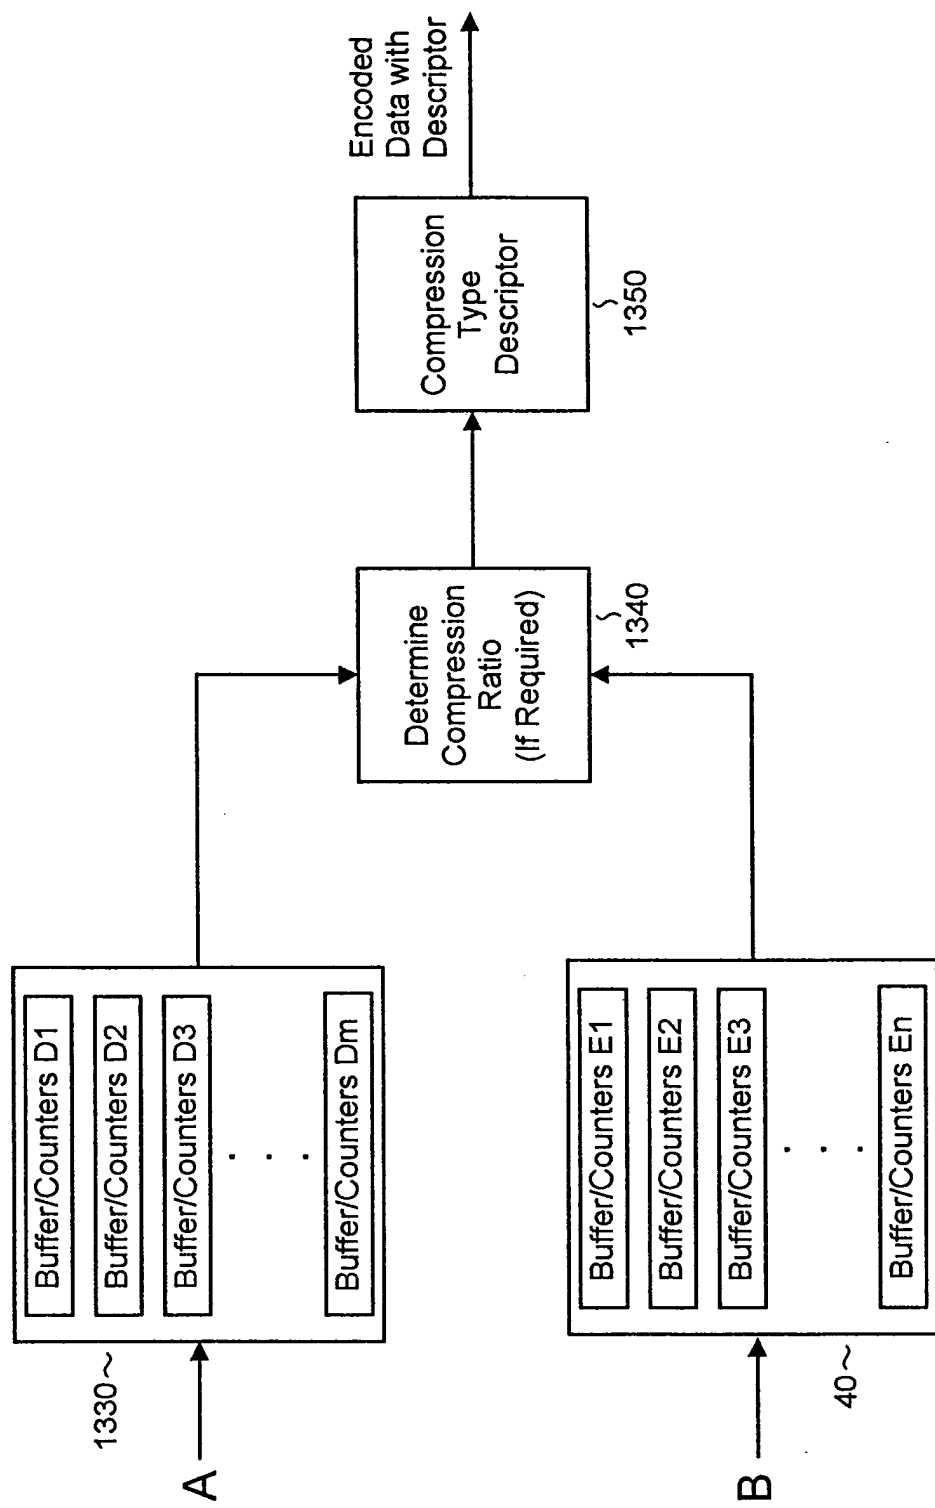 A
1330
Buffer/Counters D1
Buffer/Counters D2
Buffer/Counters D3
Buffer/Counters Dm
B
40
Buffer/Counters E1
Buffer/Counters E2
Buffer/Counters E3
Buffer/Counters En
Determine
Compression
Ratio
(If Required)
1340
Compression
Type
Descriptor
1350
Encoded
Data with
Descriptor